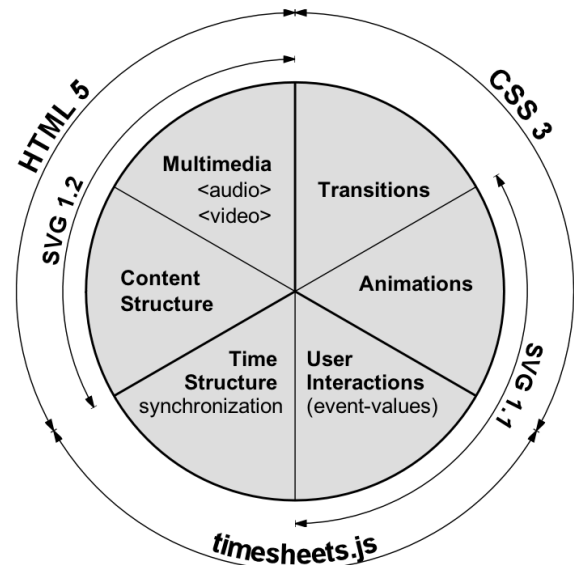 HTML 5
CSS 3
SVG 1.2
Multimedia
<audio>
<video>
Transitions
Content
Structure
Animations
Time
Structure
synchronization
User
Interactions
(event-values)
SVG 1.1
timesheets.js